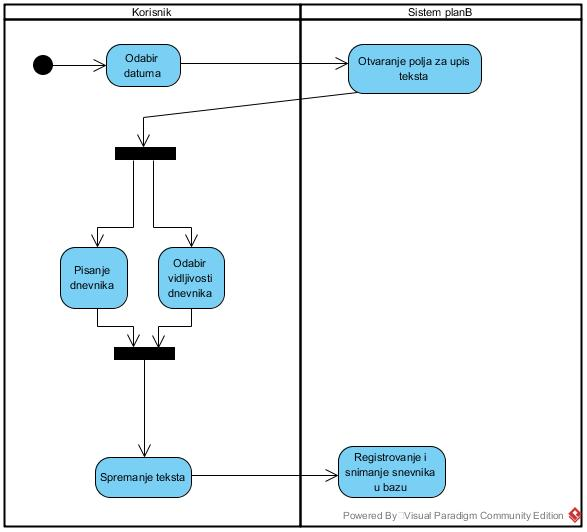 Korisnik
Sistem planB
Odabir
datuma
Otvaranje polja za upis
teksta
Pisanje
dnevnika
Odabir
vidljivosti
dnevnika
Spremanje teksta
Registrovanje i
snimanje snevnika
u bazu
Powered By Visual Paradigm Community Edition